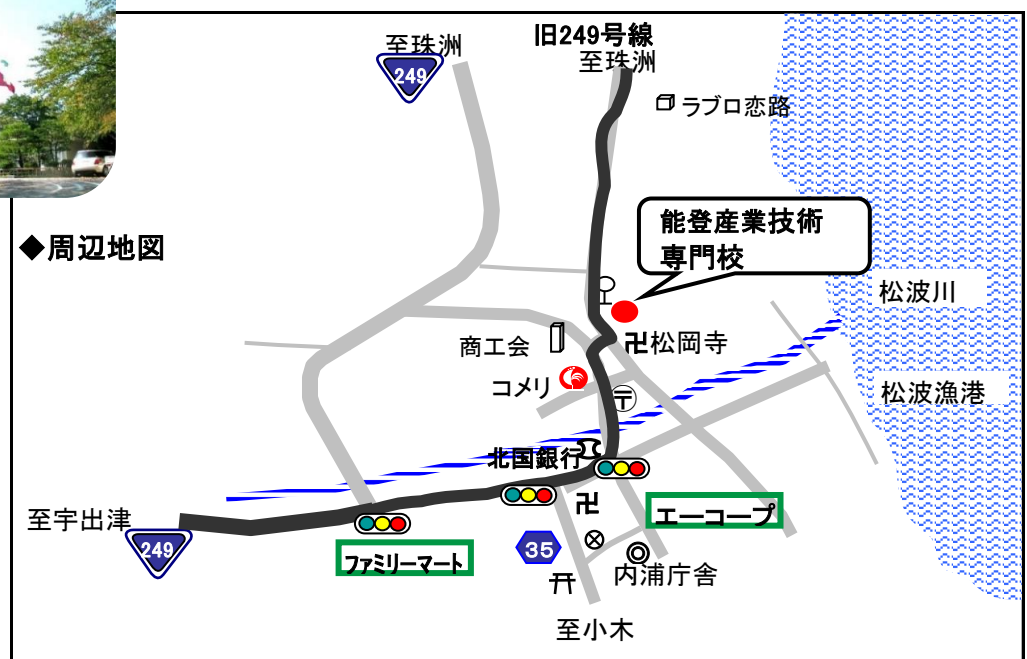 旧249号線
至珠洲
至珠洲
249
ラブロ恋路
能登産業技術
専門校
◆周辺地図
松波川
商工会
卍松岡寺
コメリ
〒
松波漁港
北国銀行
卍
エーコープ
至宇出津
249
ファミリーマート
35
内浦庁舎
至小木